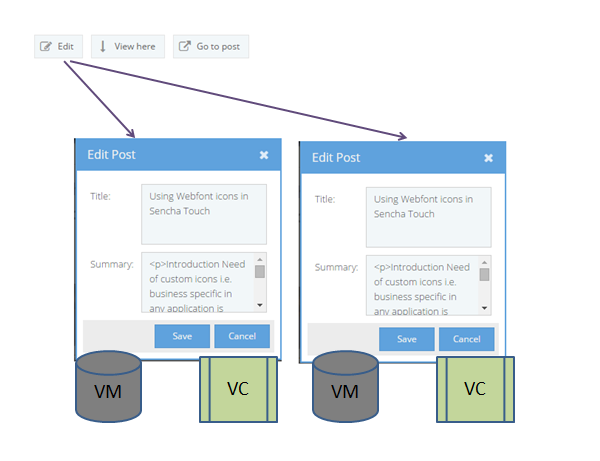 Edit View here Go to post
Edit Post
Title:
Using Webfont icons in
Sencha Touch
Summary:
<p>Introduction Need
of custom icons i.e.
business specific in
any application is
Save Cancel
VM VC
Edit Post
Title:
Using Webfont icons in
Sencha Touch
Summary:
<p>Introduction Need
of custom icons i.e.
business specific in
any application is
Save Cancel
VM VC